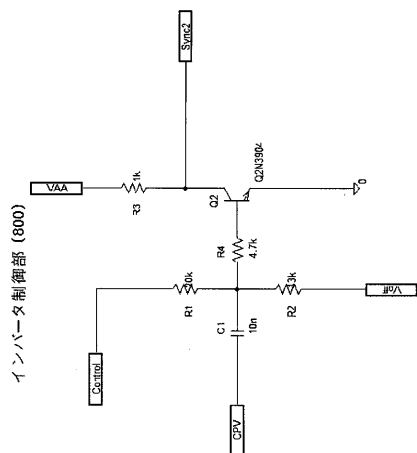 インバータ制御部 (800)
VAA
Sync2
R3
1k
Q2
Q2N3904
R4
4.7k
0
Control
R1
C1
10n
R2
CPV
Voff